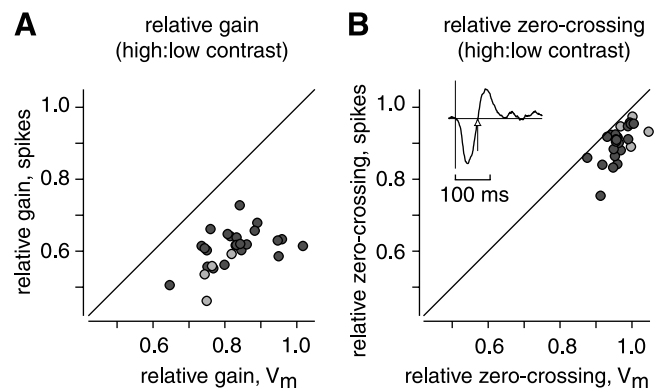 A
relative gain
(high:low contrast)
relative gain, spikes
1.0
0.8
0.6
0.6
0.8
1.0
relative gain, Vm
B
relative zero-crossing
(high:low contrast)
relative zero-crossing, spikes
1.0
0.8
0.6
100 ms
0.6
0.8
1.0
relative zero-crossing, Vm